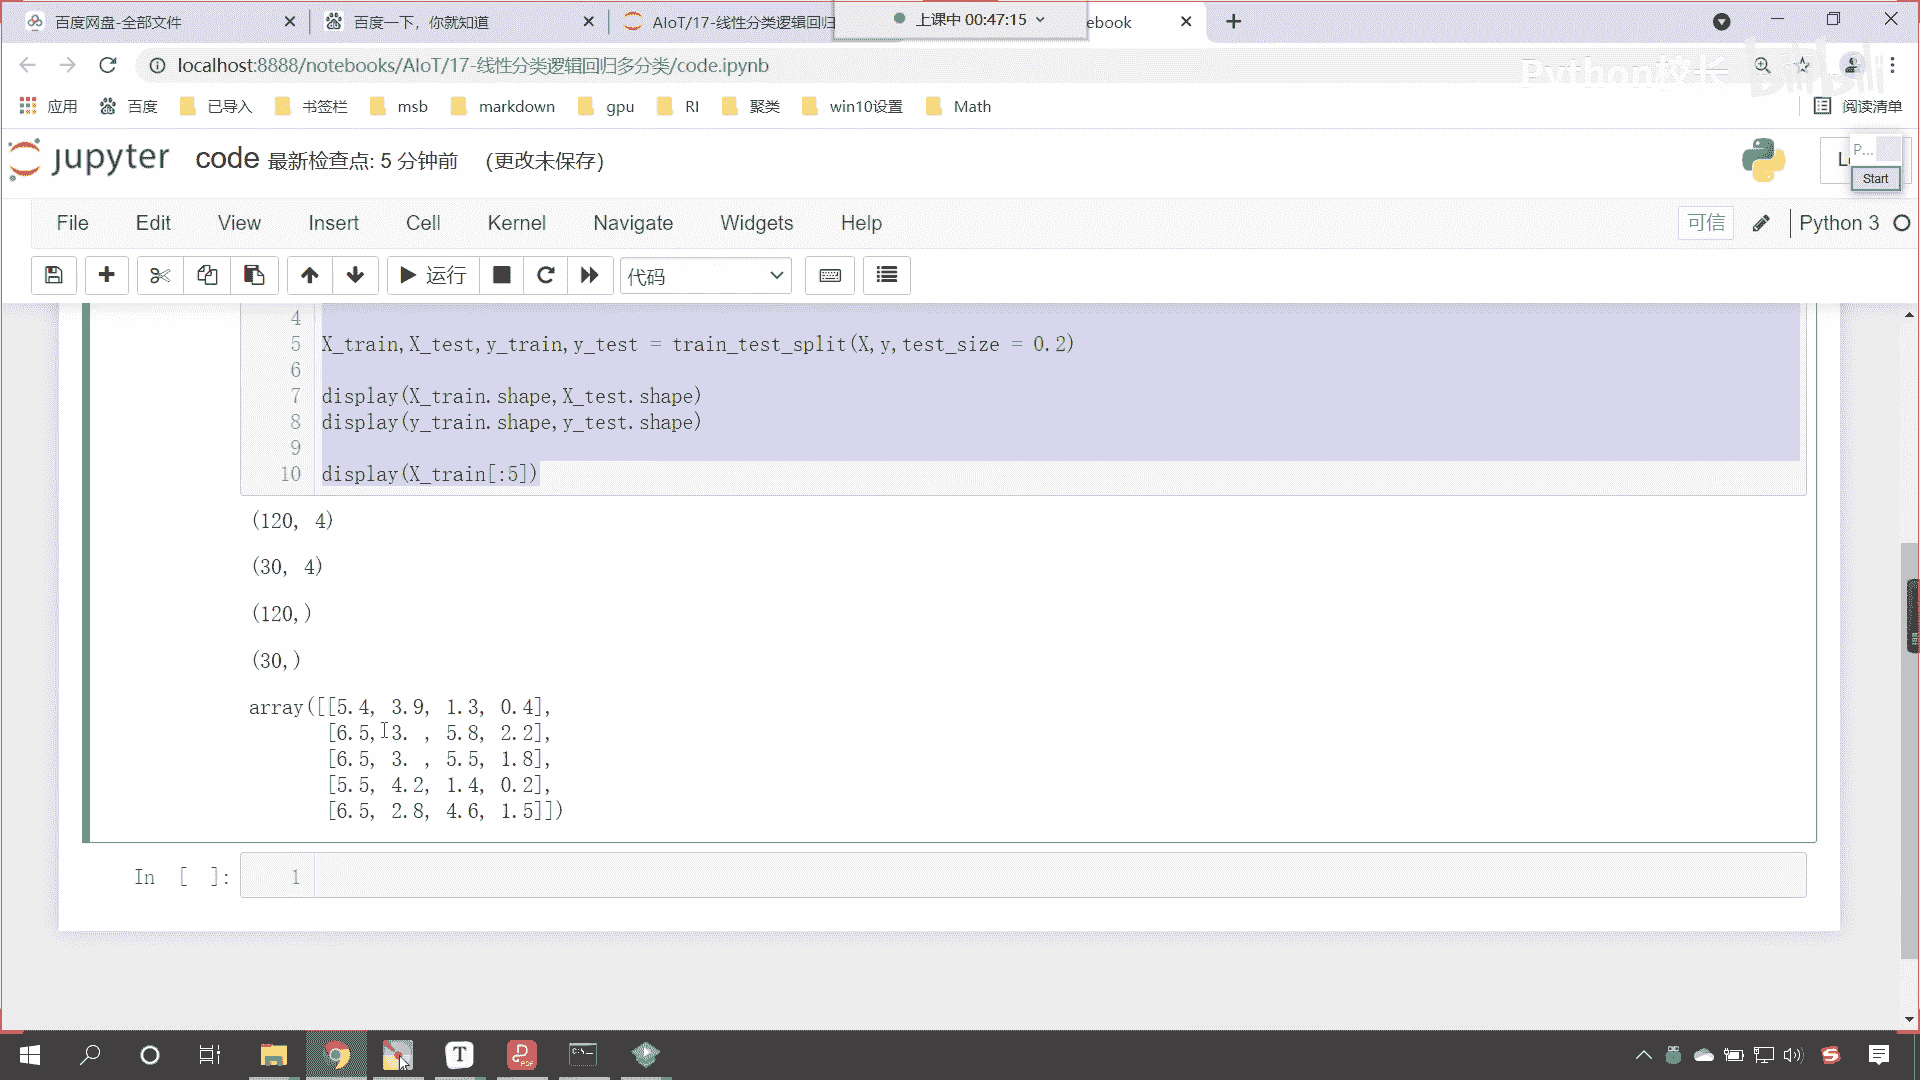 百度网盘-全部文件
百度一下，你就知道
AIoT/17-线性分类逻辑回归
上课中 00:47:15
ebook
localhost:8888/notebooks/AIoT/17-线性分类逻辑回归多分类/code.ipynb
Python校长
bilibili
应用
百度
已导入
书签栏
msb
markdown
gpu
RI
聚类
win10设置
Math
阅读清单
jupyter
code 最新检查点: 5 分钟前 (更改未保存)
P...
Start
File Edit View Insert Cell Kernel Navigate Widgets Help
可信
Python 3
运行
代码
4
5 X_train,X_test,y_train,y_test = train_test_split(X,y,test_size = 0.2)
6
7 display(X_train.shape,X_test.shape)
8 display(y_train.shape,y_test.shape)
9
10 display(X_train[:5])
(120, 4)
(30, 4)
(120,)
(30,)
array([[5.4, 3.9, 1.3, 0.4],
[6.5, 3. , 5.8, 2.2],
[6.5, 3. , 5.5, 1.8],
[5.5, 4.2, 1.4, 0.2],
[6.5, 2.8, 4.6, 1.5]])
In [ ]: 1